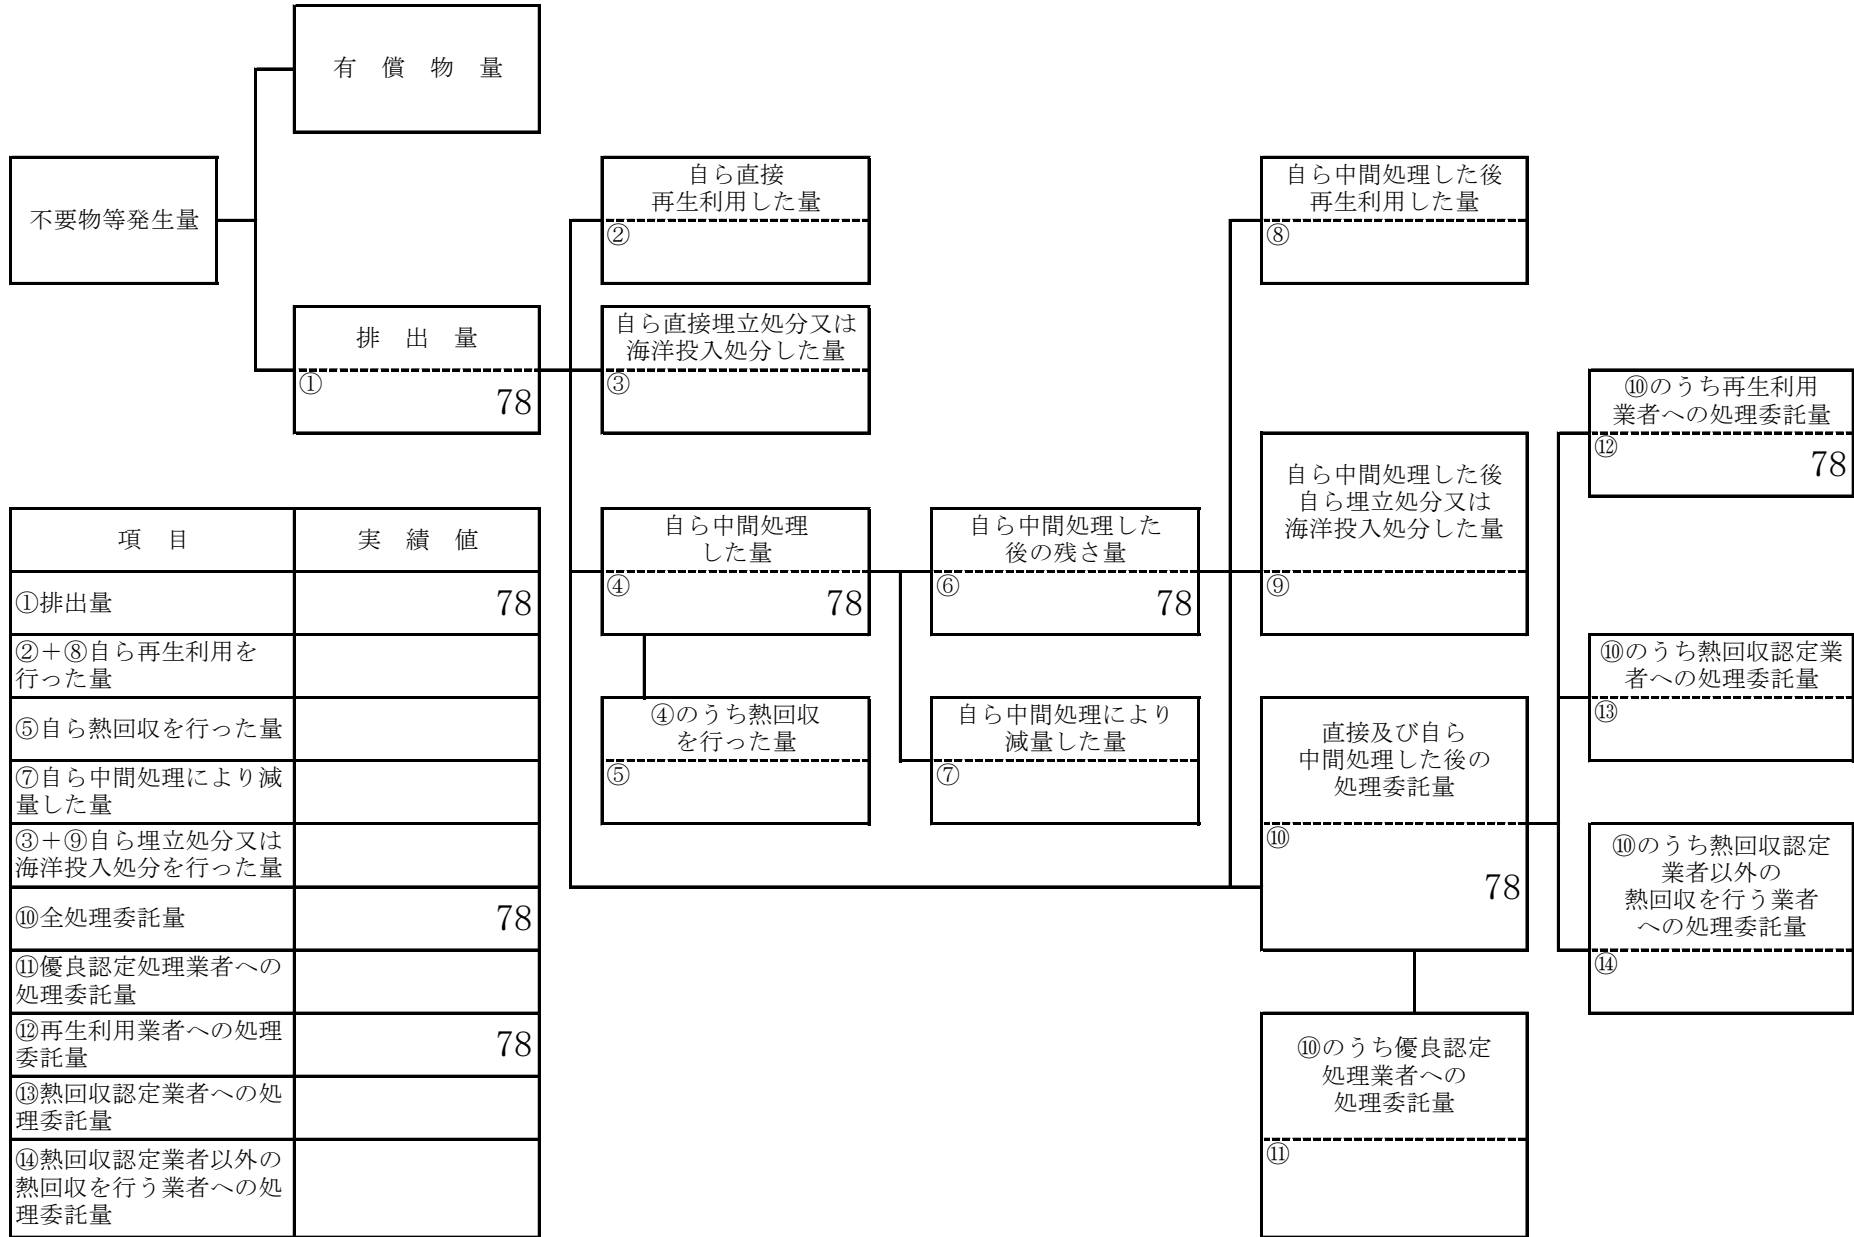 有 償 物 量
不要物等発生量
排 出 量
①
78
自ら直接
再生利用した量
②
自ら直接埋立処分又は
海洋投入処分した量
③
自ら中間処理
した量
④
78
④のうち熱回収
を行った量
⑤
自ら中間処理した
後の残さ量
⑥
78
自ら中間処理により
減量した量
⑦
自ら中間処理した後
再生利用した量
⑧
自ら中間処理した後
自ら埋立処分又は
海洋投入処分した量
⑨
直接及び自ら
中間処理した後の
処理委託量
⑩
78
⑩のうち優良認定
処理業者への
処理委託量
⑪
⑩のうち再生利用
業者への処理委託量
⑫
78
⑩のうち熱回収認定業
者への処理委託量
⑬
⑩のうち熱回収認定
業者以外の
熱回収を行う業者
への処理委託量
⑭
項 目 実 績 値
①排出量 78
②+⑧自ら再生利用を
行った量
⑤自ら熱回収を行った量
⑦自ら中間処理により減
量した量
③+⑨自ら埋立処分又は
海洋投入処分を行った量
⑩全処理委託量 78
⑪優良認定処理業者への
処理委託量
⑫再生利用業者への処理
委託量 78
⑬熱回収認定業者への処
理委託量
⑭熱回収認定業者以外の
熱回収を行う業者への処
理委託量